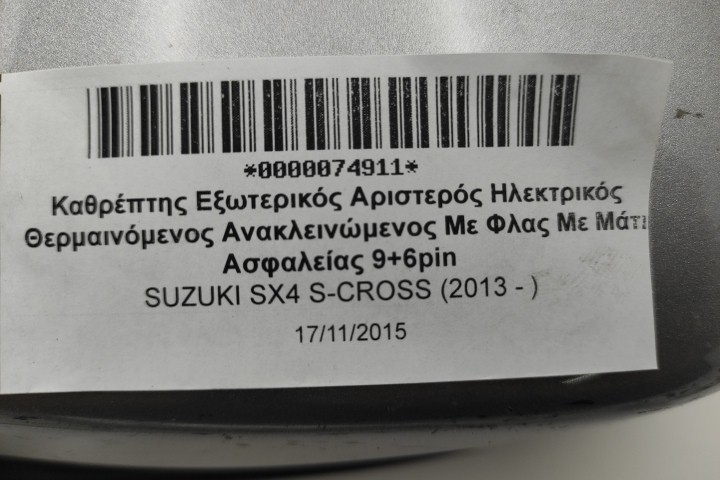 *0000074911*
Καθρέπτης Εξωτερικός Αριστερός Ηλεκτρικός
Θερμαινόμενος Ανακλεινώμενος Με Φλας Με Μάτι
Ασφαλείας 9+6pin
SUZUKI SX4 S-CROSS (2013 - )
17/11/2015